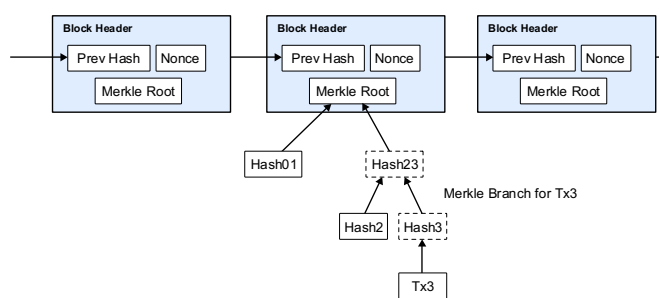 Block Header
Block Header
Block Header
Prev Hash
Nonce
Prev Hash
Nonce
Prev Hash
Nonce
Merkle Root
Merkle Root
Merkle Root
Hash01
Hash23
Merkle Branch for Tx3
Hash2
Hash3
Tx3